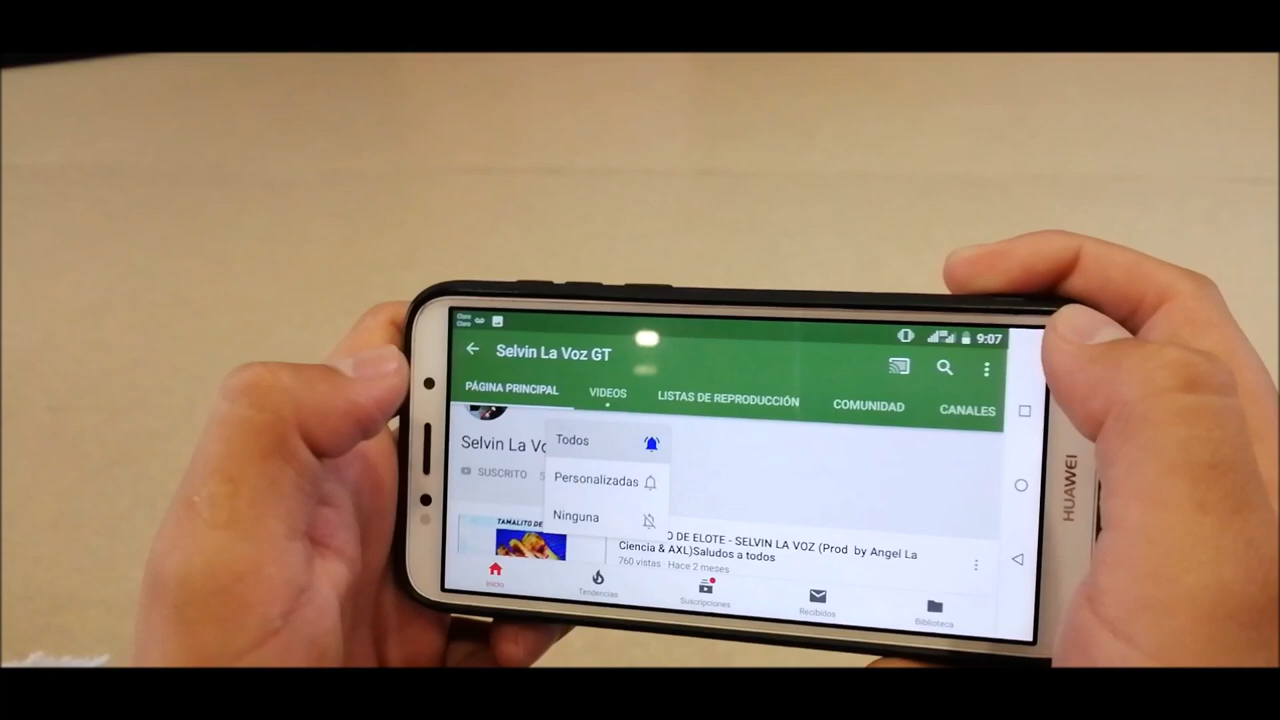 Claro
Claro
9:07
Selvin La Voz GT
PÁGINA PRINCIPAL
VIDEOS
LISTAS DE REPRODUCCIÓN
COMUNIDAD
CANALES
Selvin La Vo
Todos
SUSCRITO
Personalizadas
Ninguna
TAMALITO DE
O DE ELOTE - SELVIN LA VOZ (Prod by Angel La
Ciencia & AXL)Saludos a todos
760 vistas · Hace 2 meses
Inicio
Tendencias
Suscripciones
Recibidos
Biblioteca
HUAWEI